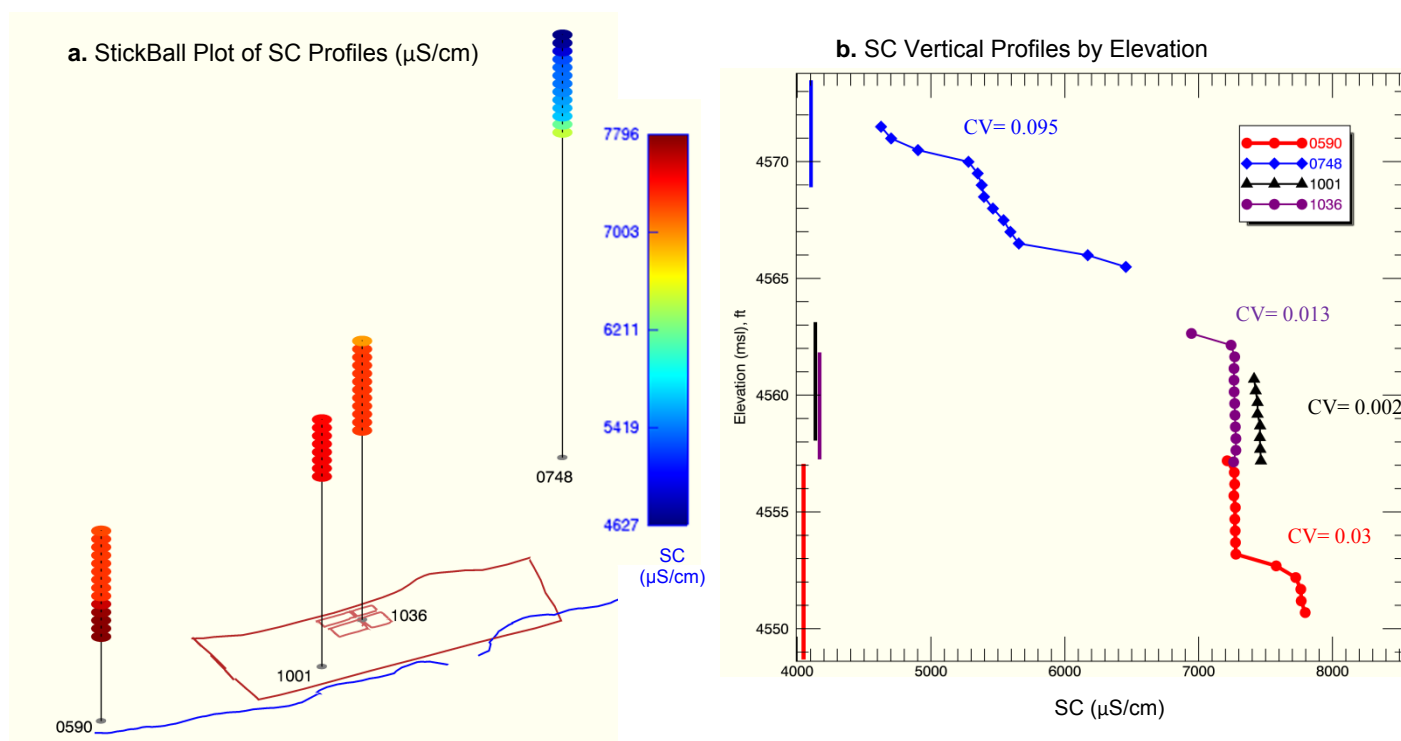 a. StickBall Plot of SC Profiles (µS/cm)
7796
7003
6211
5419
4627
SC
(µS/cm)
0748
1036
1001
0590
b. SC Vertical Profiles by Elevation
CV= 0.095
0590
0748
1001
1036
CV= 0.013
CV= 0.002
CV= 0.03
Elevation (msl), ft
4570
4565
4560
4555
4550
4000
5000
6000
7000
8000
SC (µS/cm)